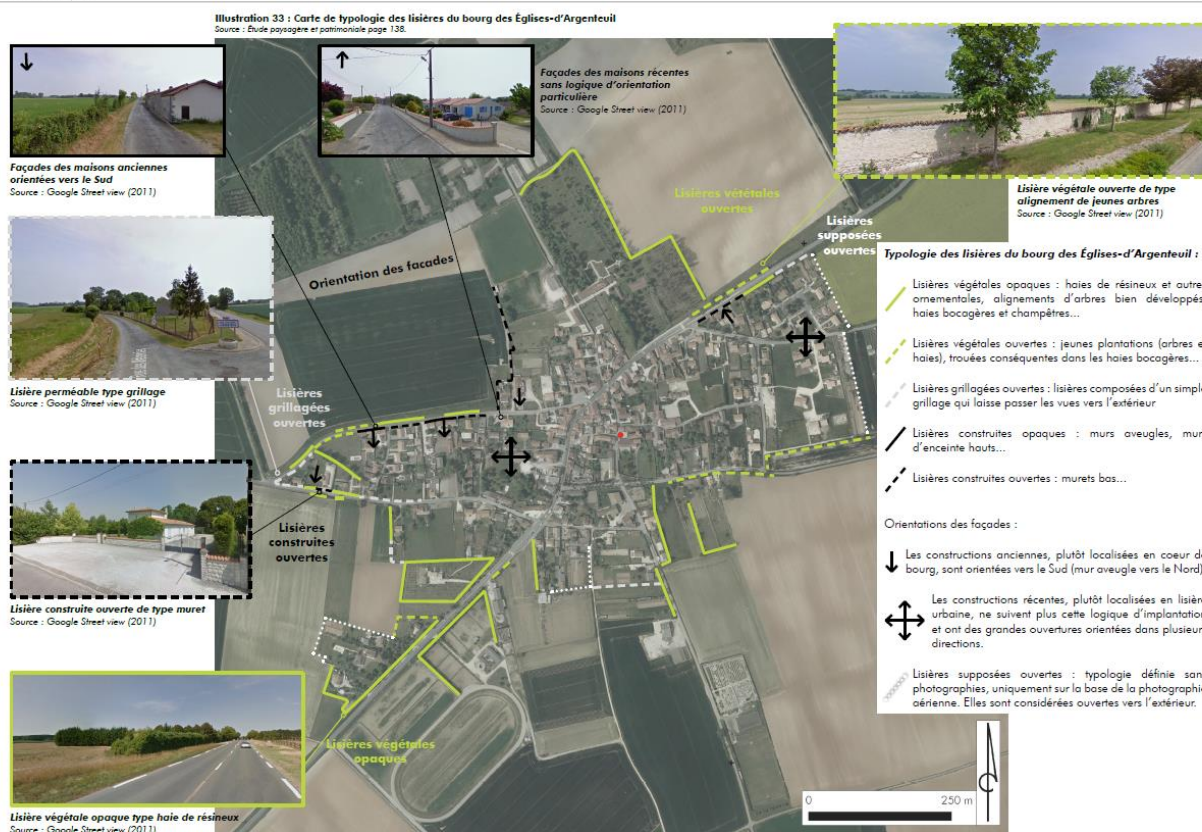 Illustration 33 : Carte de typologie des lisières du bourg des Églises-d'Argenteuil
Source : Étude paysagère et patrimoniale page 138.
Façades des maisons anciennes
orientées vers le Sud
Source : Google Street view (2011)
Façades des maisons récentes
sans logique d'orientation
particulière
Source : Google Street view (2011)
Lisière végétale ouverte de type
alignement de jeunes arbres
Source : Google Street view (2011)
Lisière perméable type grillage
Source : Google Street view (2011)
Lisière construite ouverte de type muret
Source : Google Street view (2011)
Lisière végétale opaque type haie de résineux
Source : Google Street view (2011)
Orientation des facades
Lisières vététales
ouvertes
Lisières
supposées
ouvertes
Lisières
grillagées
ouvertes
Lisières
construites
ouvertes
Lisières végétales
opaques
Typologie des lisières du bourg des Églises-d'Argenteuil :
Lisières végétales opaques : haies de résineux et autre
ornementales, alignements d'arbres bien développés
haies bocagères et champêtres...
Lisières végétales ouvertes : jeunes plantations (arbres e
haies), trouées conséquentes dans les haies bocagères...
Lisières grillagées ouvertes : lisières composées d'un simple
grillage qui laisse passer les vues vers l'extérieur
Lisières construites opaques : murs aveugles, mur
d'enceinte hauts...
Lisières construites ouvertes : murets bas...
Orientations des façades :
Les constructions anciennes, plutôt localisées en coeur de
bourg, sont orientées vers le Sud (mur aveugle vers le Nord)
Les constructions récentes, plutôt localisées en lisière
urbaine, ne suivent plus cette logique d'implantation
et ont des grandes ouvertures orientées dans plusieur
directions.
Lisières supposées ouvertes : typologie définie san
photographies, uniquement sur la base de la photographie
aérienne. Elles sont considérées ouvertes vers l'extérieur.
0
250 m